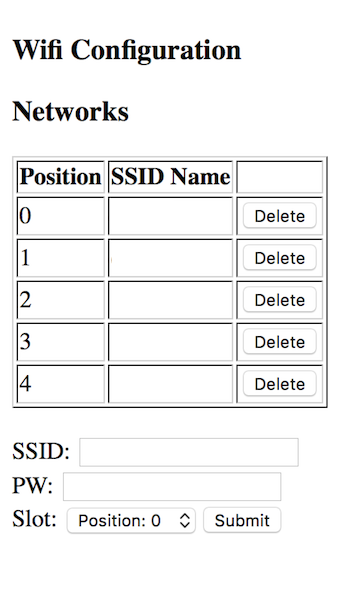 Wifi Configuration
Networks
Position SSID Name
0 Delete
1 Delete
2 Delete
3 Delete
4 Delete
SSID:
PW:
Slot: Position: 0 Submit